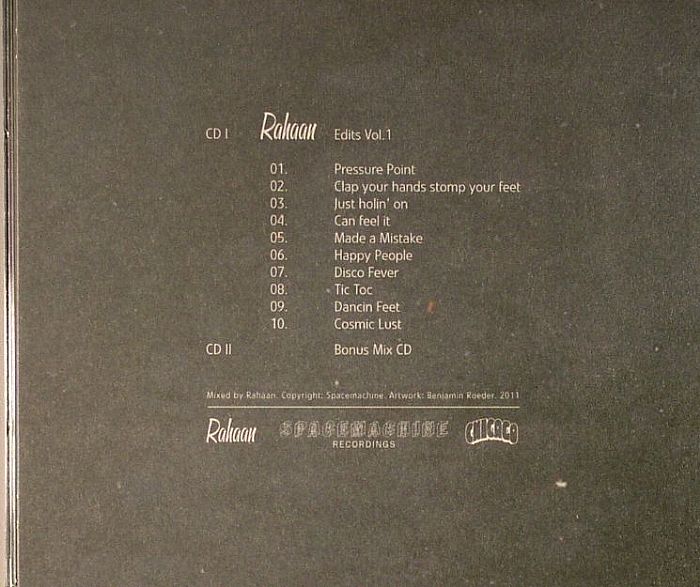 CD I Rahaan Edits Vol.1
01. Pressure Point
02. Clap your hands stomp your feet
03. Just holin' on
04. Can feel it
05. Made a Mistake
06. Happy People
07. Disco Fever
08. Tic Toc
09. Dancin Feet
10. Cosmic Lust
CD II Bonus Mix CD
Mixed by Rahaan. Copyright: Spacemachine. Artwork: Benjamin Roeder. 2011
Rahaan SPACEMACHINE CHICAGO
RECORDINGS